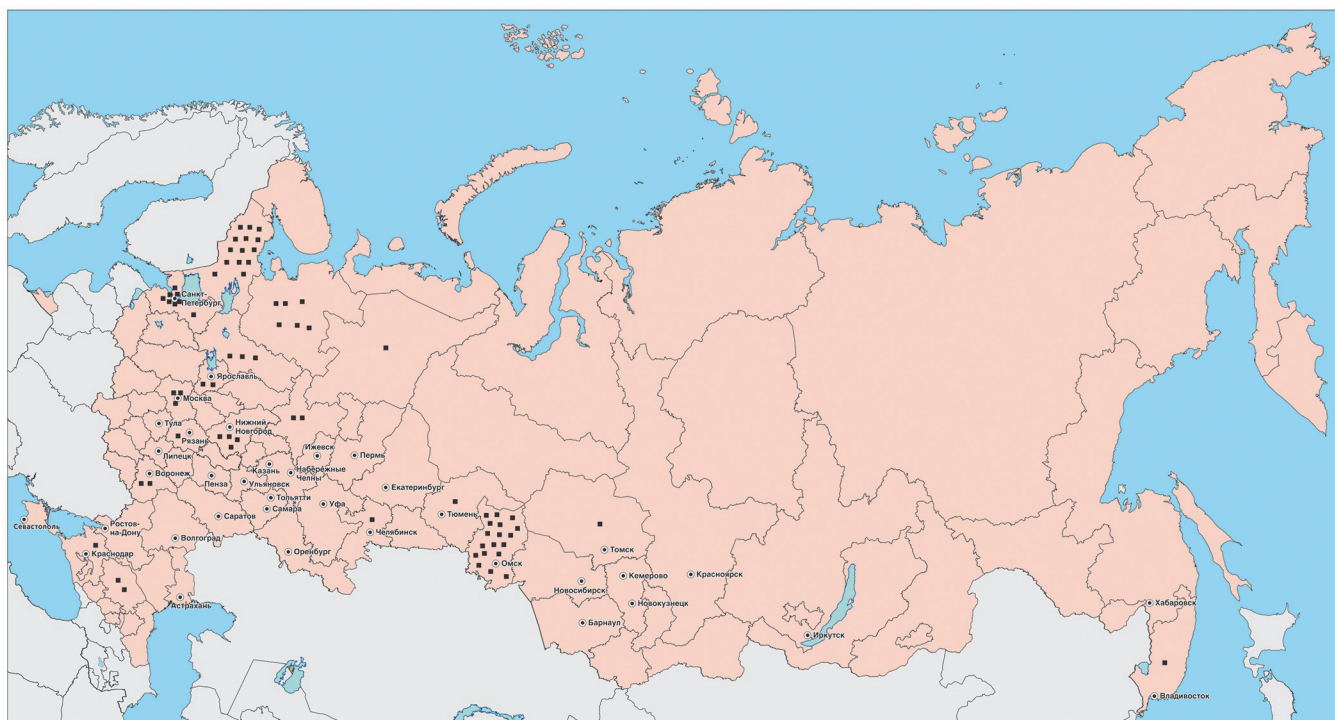 Санкт-
Петербург
Ярославль
Москва
Тула
Рязань
Нижний
Новгород
Липецк
Воронеж
Пенза
Казань
Ульяновск
Ижевск
Набережные
Челны
Пермь
Екатеринбург
Тольятти
Самара
Уфа
Тюмень
Саратов
Севастополь
Ростов-
на-Дону
Волгоград
Челябинск
Краснодар
Оренбург
Омск
Томск
Астрахань
Новосибирск
Кемерово
Красноярск
Новокузнецк
Барнаул
Иркутск
Хабаровск
Владивосток